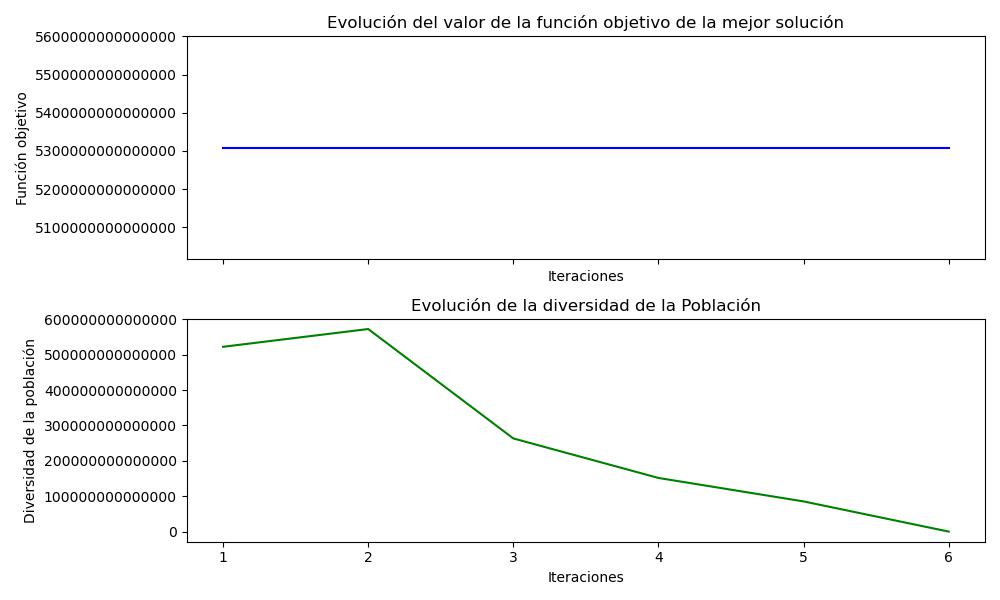 Evolución del valor de la función objetivo de la mejor solución
5600000000000000
5500000000000000
5400000000000000
5300000000000000
5200000000000000
5100000000000000
Función objetivo
Iteraciones
Evolución de la diversidad de la Población
600000000000000
500000000000000
400000000000000
300000000000000
200000000000000
100000000000000
0
Diversidad de la población
1 2 3 4 5 6
Iteraciones